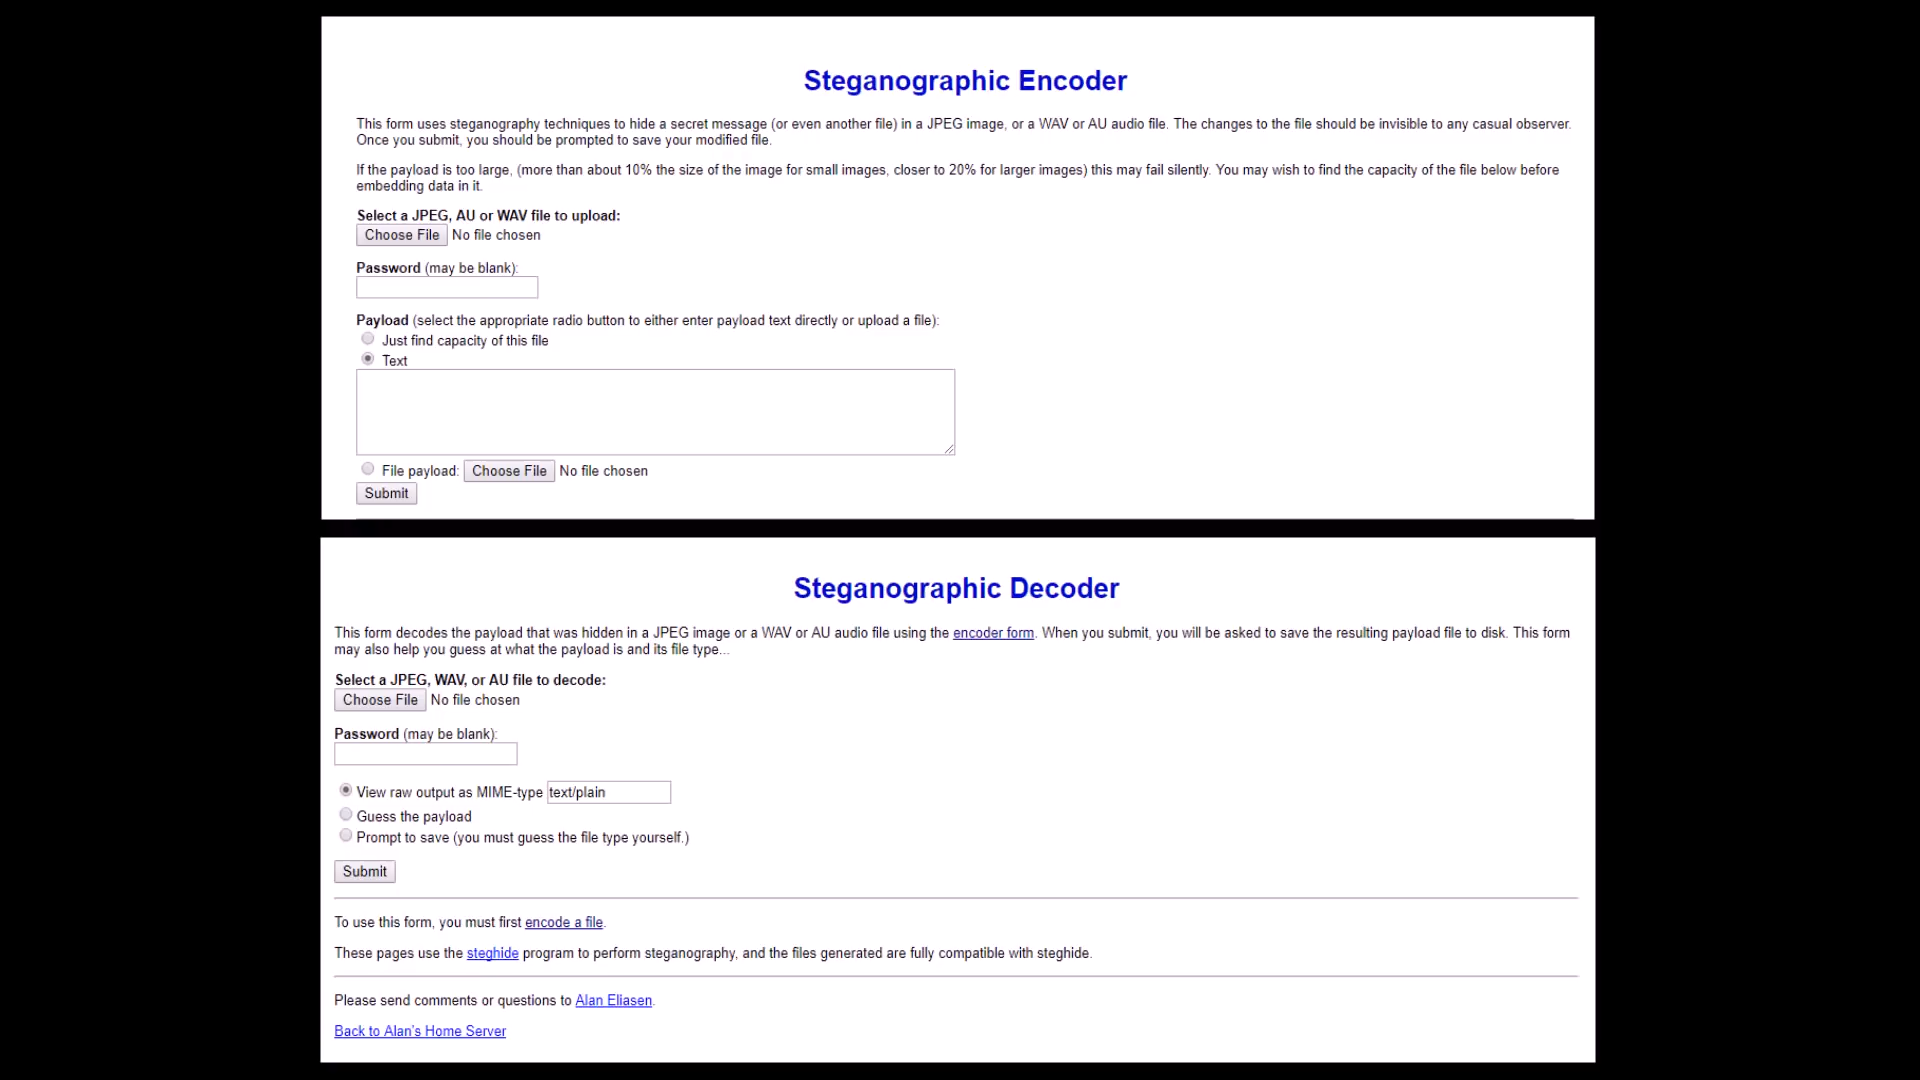 Steganographic Encoder
This form uses steganography techniques to hide a secret message (or even another file) in a JPEG image, or a WAV or AU audio file. The changes to the file should be invisible to any casual observer.
Once you submit, you should be prompted to save your modified file.
If the payload is too large, (more than about 10% the size of the image for small images, closer to 20% for larger images) this may fail silently. You may wish to find the capacity of the file below before
embedding data in it.
Select a JPEG, AU or WAV file to upload:
Choose File No file chosen
Password (may be blank):
Payload (select the appropriate radio button to either enter payload text directly or upload a file):
Just find capacity of this file
Text
File payload: Choose File No file chosen
Submit
Steganographic Decoder
This form decodes the payload that was hidden in a JPEG image or a WAV or AU audio file using the encoder form. When you submit, you will be asked to save the resulting payload file to disk. This form
may also help you guess at what the payload is and its file type...
Select a JPEG, WAV, or AU file to decode:
Choose File No file chosen
Password (may be blank):
View raw output as MIME-type text/plain
Guess the payload
Prompt to save (you must guess the file type yourself.)
Submit
To use this form, you must first encode a file.
These pages use the steghide program to perform steganography, and the files generated are fully compatible with steghide.
Please send comments or questions to Alan Eliasen.
Back to Alan's Home Server